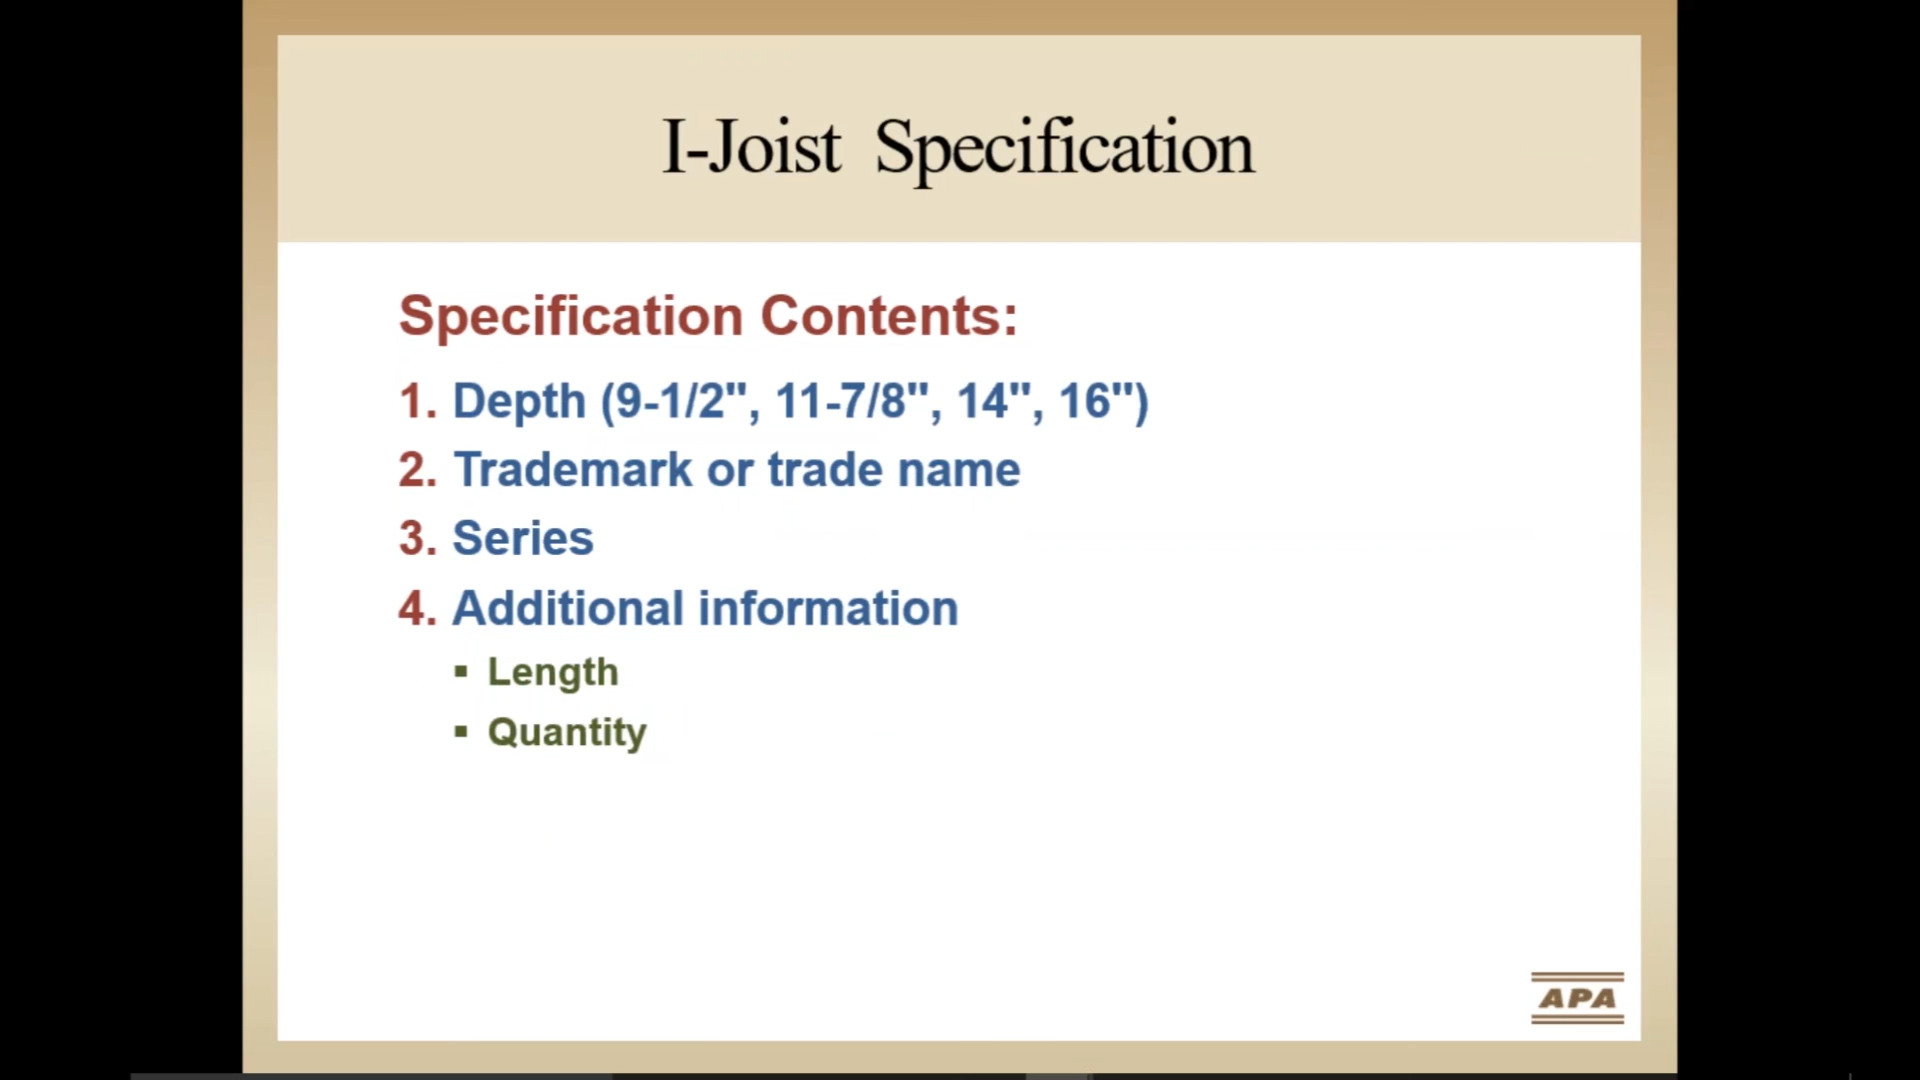 I-Joist Specification
Specification Contents:
1. Depth (9-1/2", 11-7/8", 14", 16")
2. Trademark or trade name
3. Series
4. Additional information
▪ Length
▪ Quantity
APA